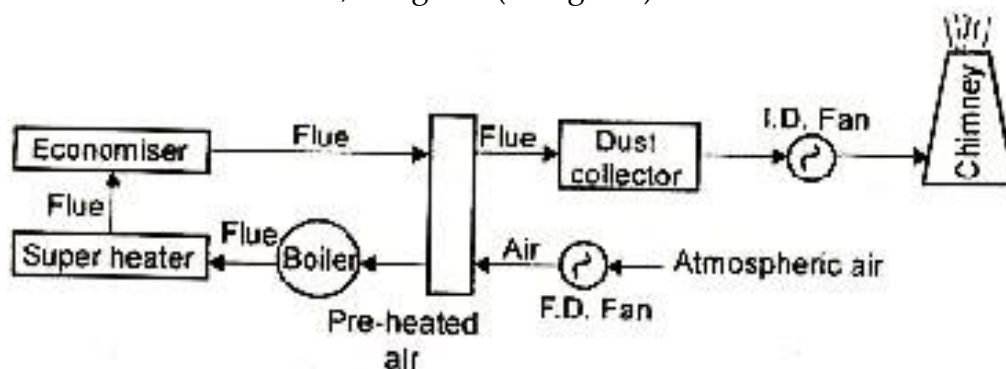 I.D. Fan
Chimney
Economiser
Flue
Flue
Dust
collector
Flue
Flue
Super heater
Boiler
Air
Atmospheric air
F.D. Fan
Pre-heated
air